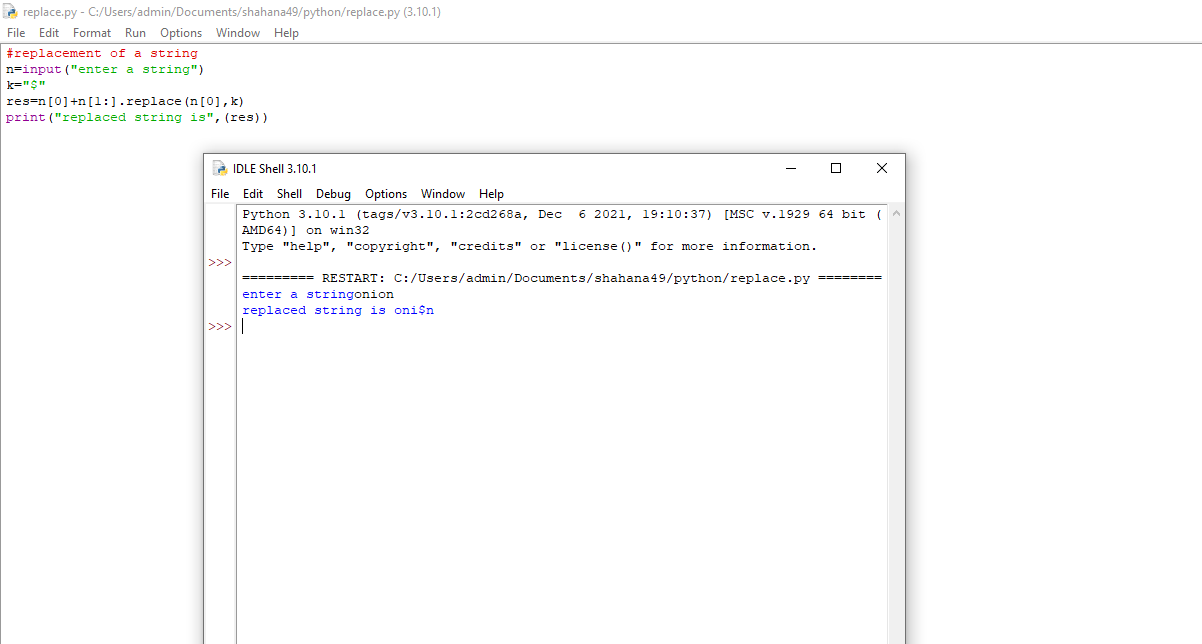 replace.py - C:/Users/admin/Documents/shahana49/python/replace.py (3.10.1)
File Edit Format Run Options Window Help
#replacement of a string
n=input("enter a string")
k="$"
res=n[0]+n[1:].replace(n[0],k)
print("replaced string is",(res))
IDLE Shell 3.10.1
File Edit Shell Debug Options Window Help
Python 3.10.1 (tags/v3.10.1:2cd268a, Dec  6 2021, 19:10:37) [MSC v.1929 64 bit (
AMD64)] on win32
Type "help", "copyright", "credits" or "license()" for more information.
>>>
========= RESTART: C:/Users/admin/Documents/shahana49/python/replace.py ========
enter a stringonion
replaced string is oni$n
>>>